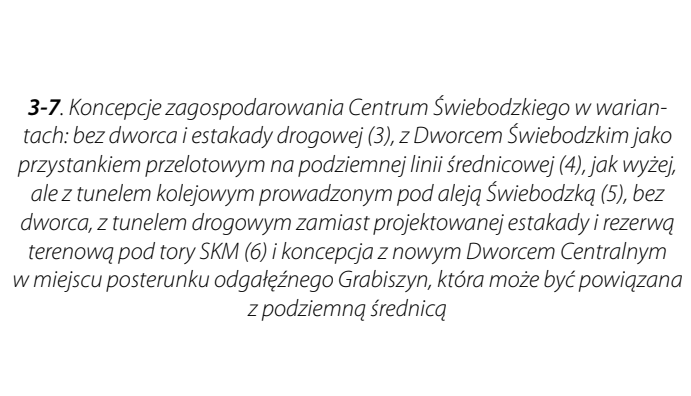 3-7. Koncepcje zagospodarowania Centrum Świebodzkiego w warian-
tach: bez dworca i estakady drogowej (3), z Dworcem Świebodzkim jako
przystankiem przelotowym na podziemnej linii średnicowej (4), jak wyżej,
ale z tunelem kolejowym prowadzonym pod aleją Świebodzką (5), bez
dworca, z tunelem drogowym zamiast projektowanej estakady i rezerwą
terenową pod tory SKM (6) i koncepcja z nowym Dworcem Centralnym
w miejscu posterunku odgałęźnego Grabiszyn, która może być powiązana
z podziemną średnicą